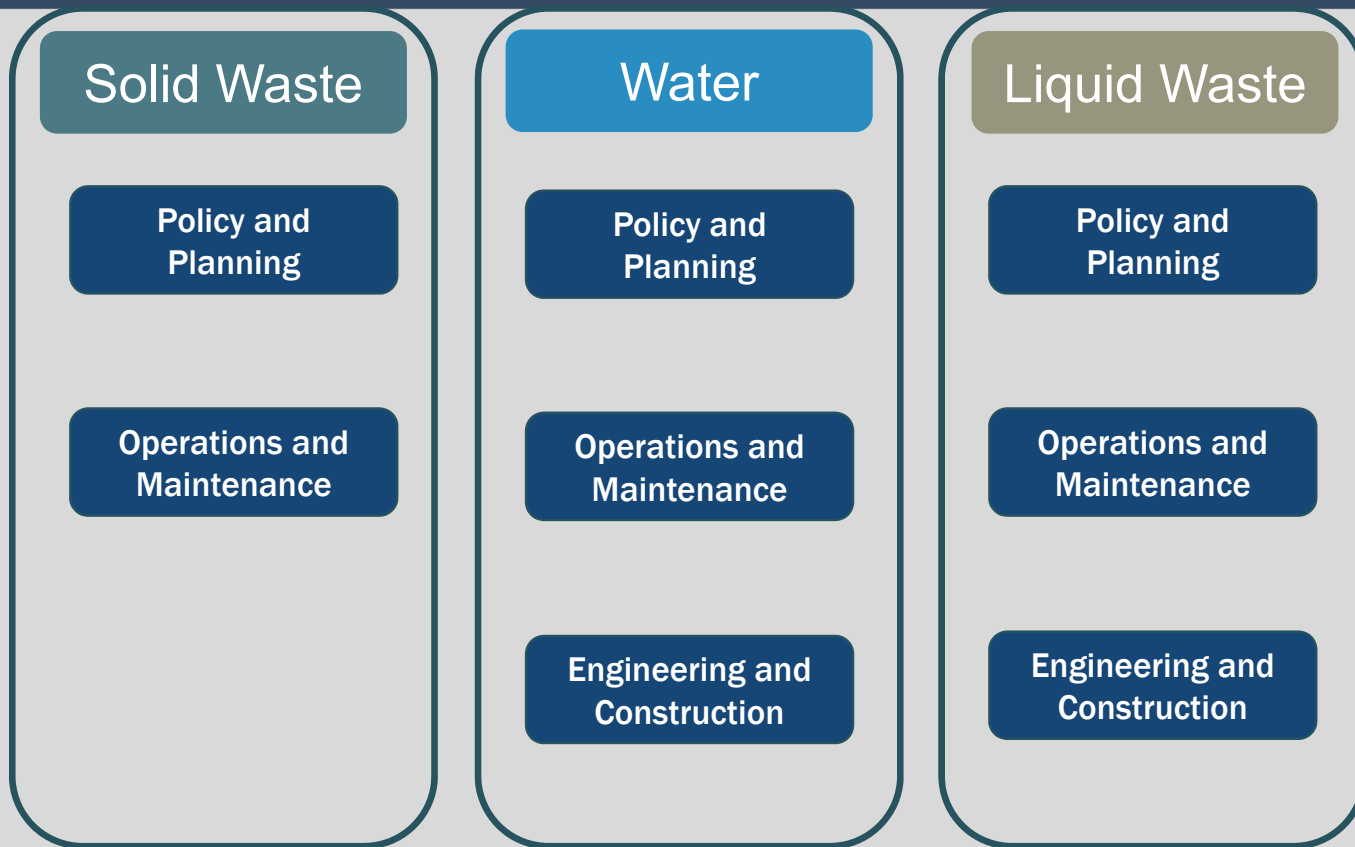 Solid Waste
Policy and
Planning
Operations and
Maintenance
Water
Policy and
Planning
Operations and
Maintenance
Engineering and
Construction
Liquid Waste
Policy and
Planning
Operations and
Maintenance
Engineering and
Construction